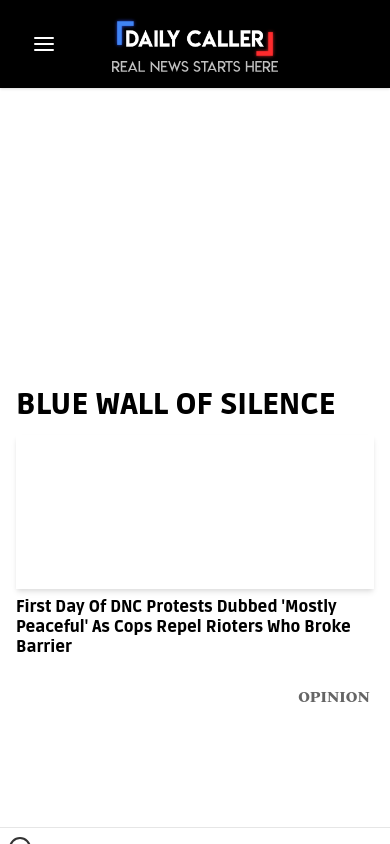 DAILY CALLER
REAL NEWS STARTS HERE
BLUE WALL OF SILENCE
First Day Of DNC Protests Dubbed 'Mostly
Peaceful' As Cops Repel Rioters Who Broke
Barrier
OPINION